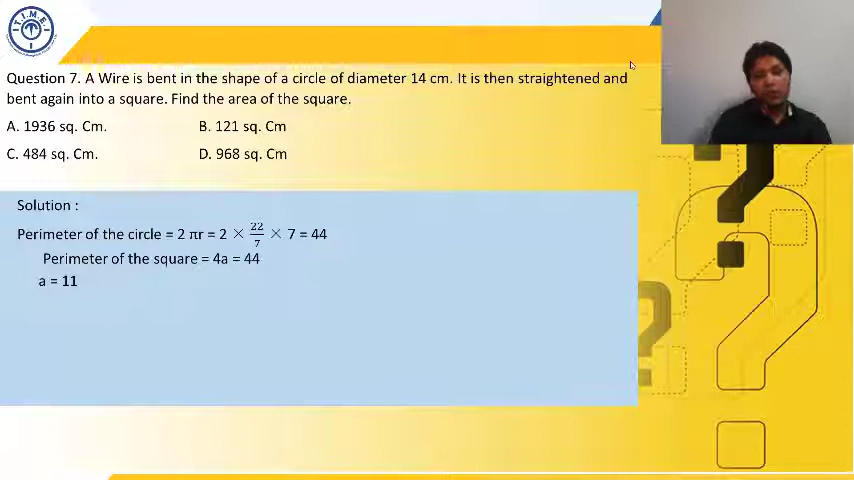 T.I.M.E.
Question 7. A Wire is bent in the shape of a circle of diameter 14 cm. It is then straightened and
bent again into a square. Find the area of the square.
A. 1936 sq. Cm. B. 121 sq. Cm
C. 484 sq. Cm. D. 968 sq. Cm
Solution :
Perimeter of the circle = 2 πr = 2 × 22/7 × 7 = 44
Perimeter of the square = 4a = 44
a = 11